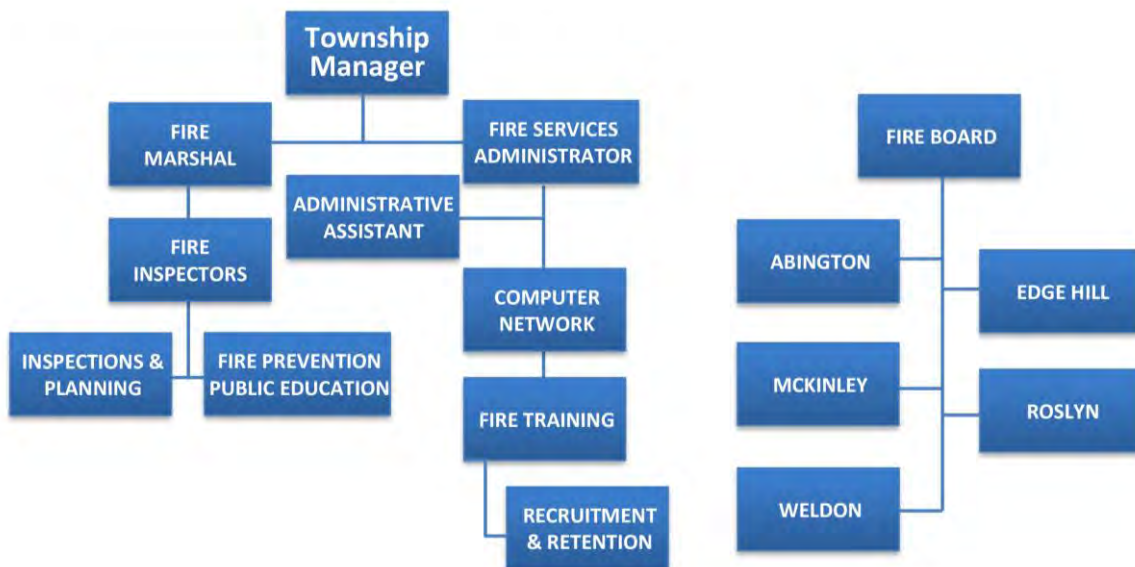 Township
Manager
FIRE
MARSHAL
FIRE SERVICES
ADMINISTRATOR
ADMINISTRATIVE
ASSISTANT
FIRE
INSPECTORS
COMPUTER
NETWORK
INSPECTIONS &
PLANNING
FIRE PREVENTION
PUBLIC EDUCATION
FIRE TRAINING
RECRUITMENT
& RETENTION
FIRE BOARD
ABINGTON
EDGE HILL
MCKINLEY
ROSLYN
WELDON